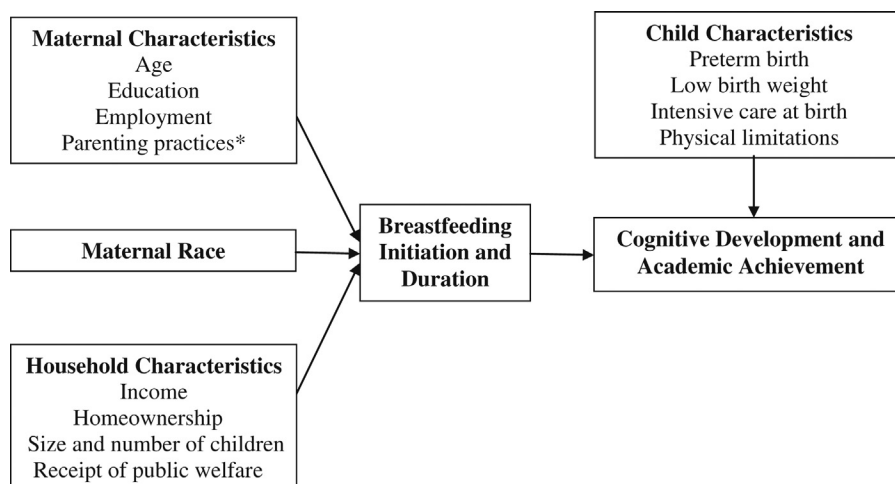 Maternal Characteristics
Age
Education
Employment
Parenting practices*
Maternal Race
Household Characteristics
Income
Homeownership
Size and number of children
Receipt of public welfare
Breastfeeding
Initiation and
Duration
Child Characteristics
Preterm birth
Low birth weight
Intensive care at birth
Physical limitations
Cognitive Development and
Academic Achievement